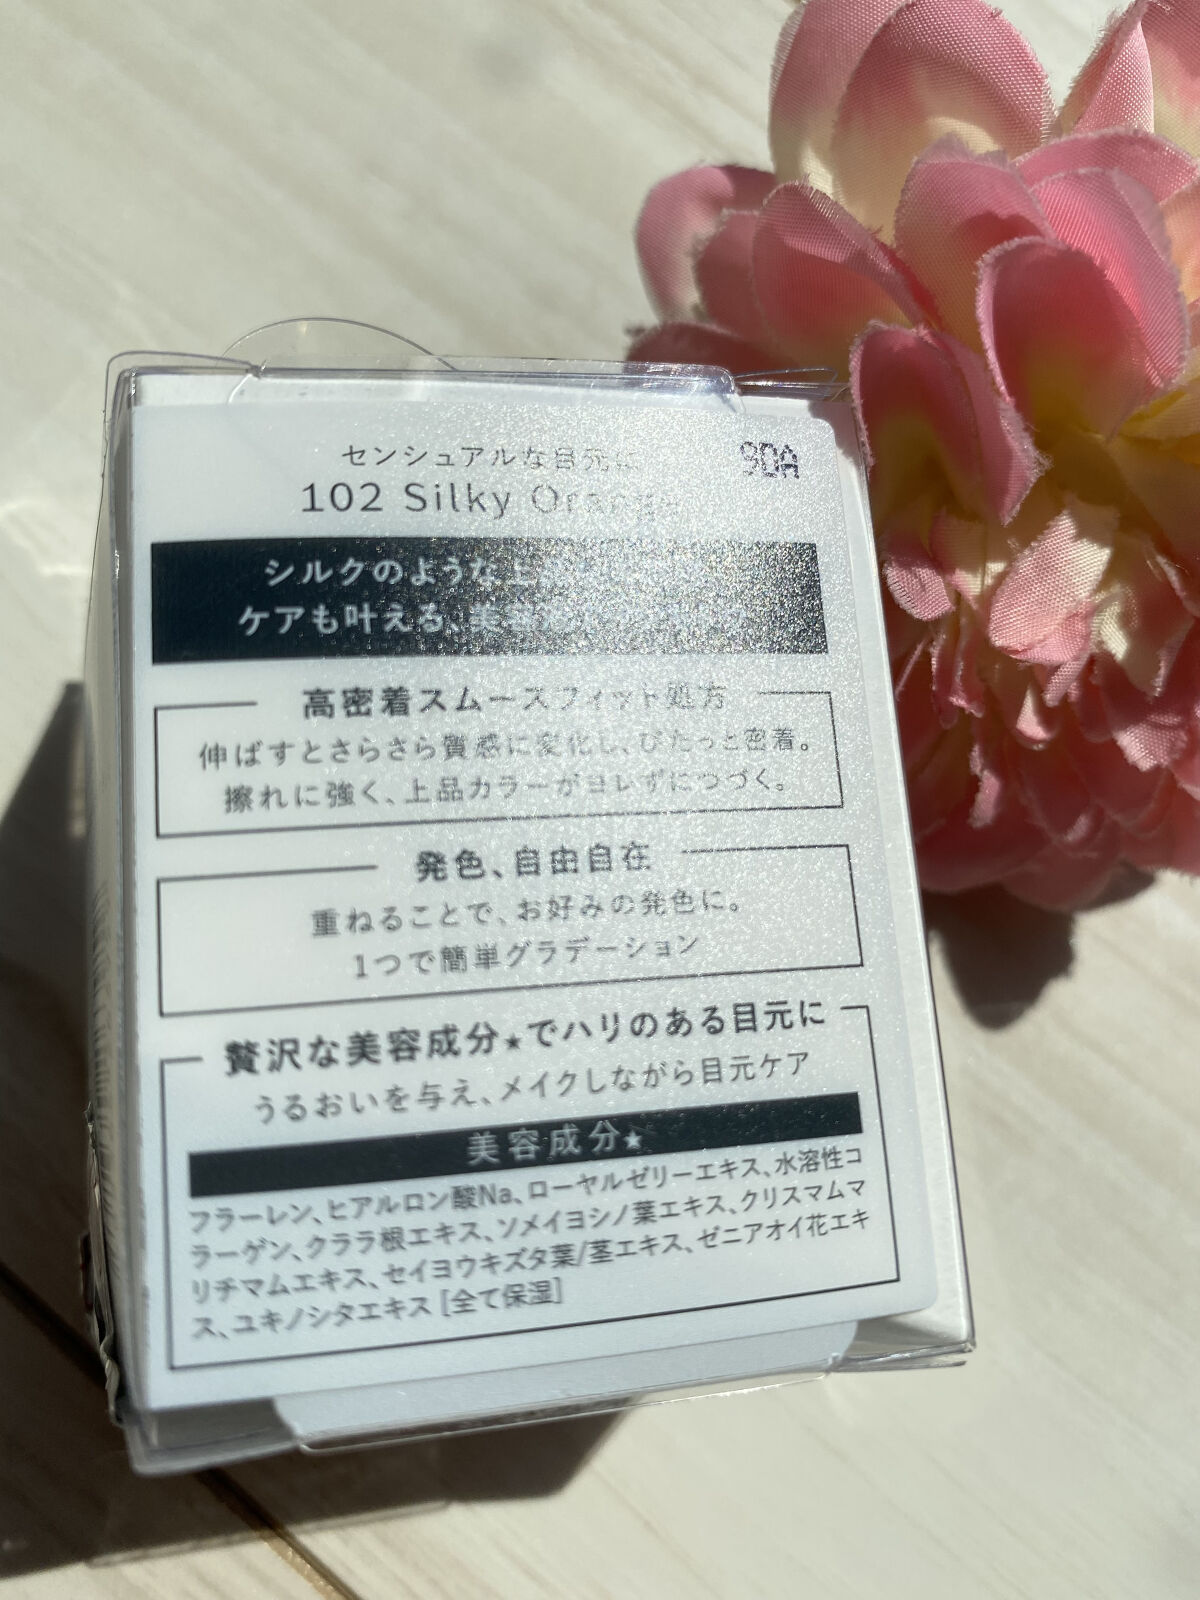 センシュアルな目元に
9DA
102 Silky Orange
シルクのような上
ケアも叶える、美容
高密着スムースフィット処方
伸ばすとさらさら質感に変化し、ぴたっと密着。
擦れに強く、上品カラーがヨレずにつづく。
発色、自由自在
重ねることで、お好みの発色に。
1つで簡単グラデーション
贅沢な美容成分★でハリのある目元に
うるおいを与え、メイクしながら目元ケア
美容成分★
フラーレン、ヒアルロン酸Na、ローヤルゼリーエキス、水溶性コ
ラーゲン、クララ根エキス、ソメイヨシノ葉エキス、クリスマムマ
リチマムエキス、セイヨウキズタ葉/茎エキス、ゼニアオイ花エキ
ス、ユキノシタエキス [全て保湿]